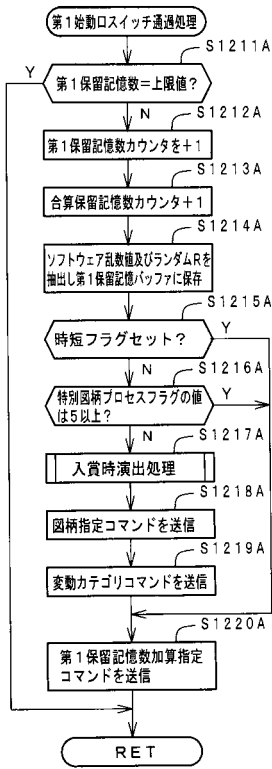 第1始動口スイッチ通過処理
S1211A
Y
第1保留記憶数=上限値?
N
S1212A
第1保留記憶数カウンタを+1
S1213A
合算保留記憶数カウンタ+1
S1214A
ソフトウェア乱数値及びランダムRを
抽出し第1保留記憶バッファに保存
S1215A
時短フラグセット?
Y
N
S1216A
特別図柄プロセスフラグの値
は5以上?
Y
N
S1217A
入賞時演出処理
S1218A
図柄指定コマンドを送信
S1219A
変動カテゴリコマンドを送信
S1220A
第1保留記憶数加算指定
コマンドを送信
RET